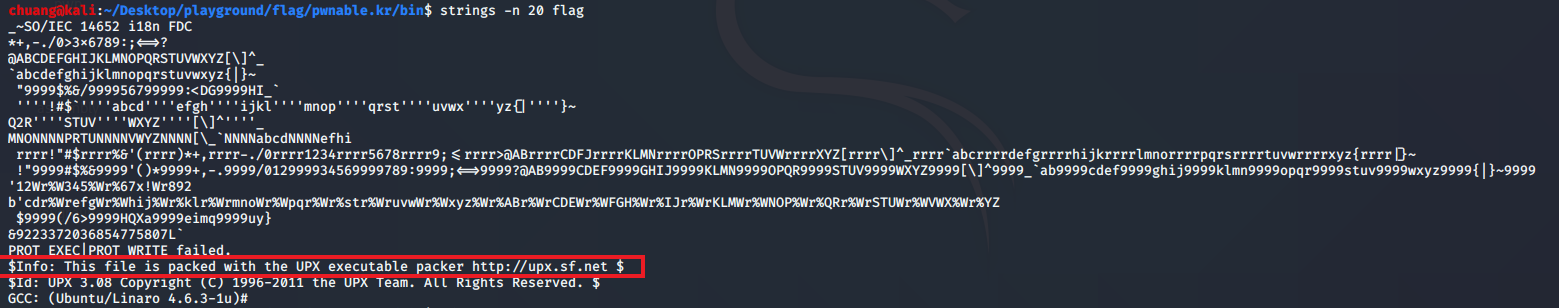 chuang@kali:~/Desktop/playground/flag/pwnable.kr/bin$ strings -n 20 flag
_~SO/IEC 14652 i18n FDC
*+,-./0>3×6789:;⟺?
@ABCDEFGHIJKLMNOPQRSTUVWXYZ[\]^_
`abcdefghijklmnopqrstuvwxyz{|}~
 "9999$%&/999956799999:<DG9999HI_`
 ''''!#$`''''abcd''''efgh''''ijkl''''mnop''''qrst''''uvwx''''yz{|''''}~
Q2R''''STUV''''WXYZ''''[\]^''''_
MNONNNNPRTUNNNNVWYZNNNN[\_`NNNNabcdNNNNefhi
 rrrr!"#$rrrr%&'(rrrr)*+,rrrr-./0rrrr1234rrrr5678rrrr9;≤rrrr>@ABrrrrCDFJrrrrKLMNrrrrOPRSrrrrTUVWrrrrXYZ[rrrr\]^_rrrr`abcrrrrdefgrrrrhijkrrrrlmnorrrrpqrsrrrrtuvwrrrrxyz{rrrr|}~
 !"9999#$%&9999'()*9999+,-.9999/012999934569999789:9999;⟺9999?@AB9999CDEF9999GHIJ9999KLMN9999OPQR9999STUV9999WXYZ9999[\]^9999_`ab9999cdef9999ghij9999klmn9999opqr9999stuv9999wxyz9999{|}~9999
'12Wr%W345%Wr%67x!Wr892
b'cdr%WrefgWr%Whij%Wr%klr%WrmnoWr%Wpqr%Wr%str%WruvwWr%Wxyz%Wr%ABr%WrCDEWr%WFGH%Wr%IJr%WrKLMWr%WNOP%Wr%QRr%WrSTUWr%WVWX%Wr%YZ
 $9999(/6>9999HQXa9999eimq9999uy}
&9223372036854775807L`
PROT_EXEC|PROT_WRITE failed.
$Info: This file is packed with the UPX executable packer http://upx.sf.net $
$Id: UPX 3.08 Copyright (C) 1996-2011 the UPX Team. All Rights Reserved. $
GCC: (Ubuntu/Linaro 4.6.3-1u)#